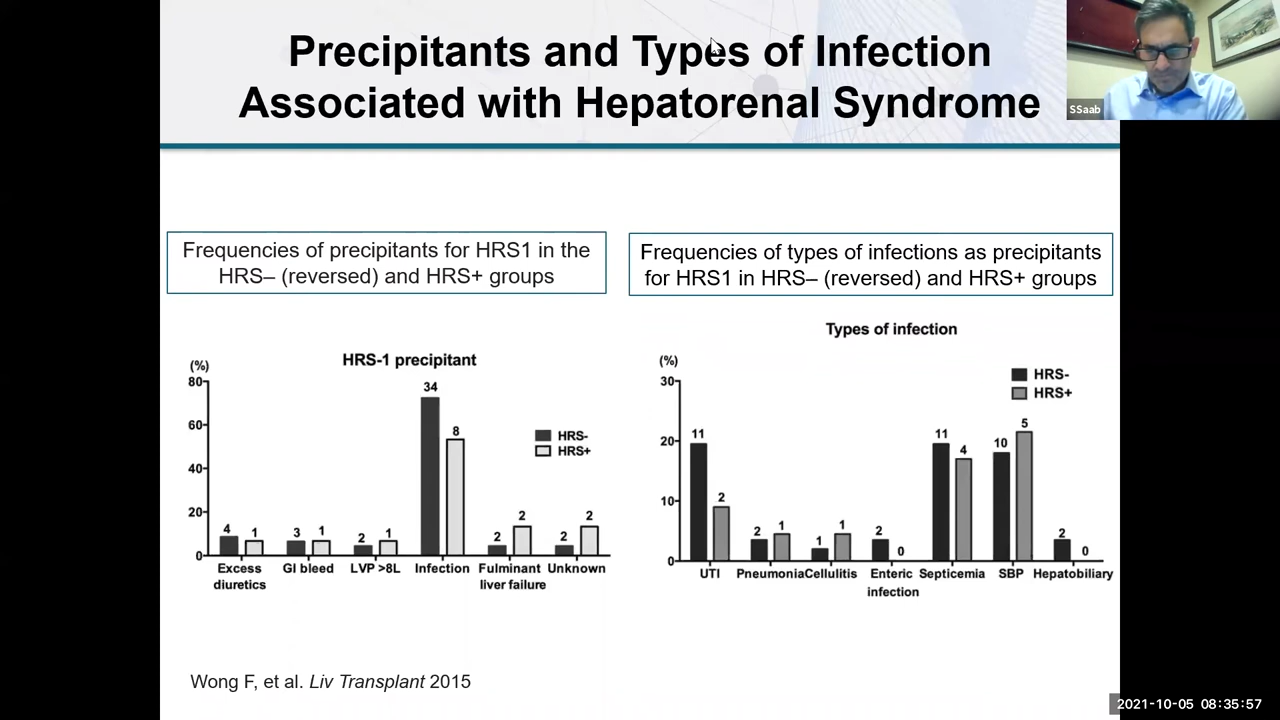 Precipitants and Types of Infection
Associated with Hepatorenal Syndrome
SSaab
Frequencies of precipitants for HRS1 in the
HRS– (reversed) and HRS+ groups
Frequencies of types of infections as precipitants
for HRS1 in HRS– (reversed) and HRS+ groups
HRS-1 precipitant
(%)
80
60
40
20
0
34
8
4
1
3
1
2
1
2
2
2
2
HRS-
HRS+
Excess
diuretics
GI bleed
LVP >8L
Infection
Fulminant
liver failure
Unknown
Types of infection
(%)
30
20
10
0
HRS-
HRS+
11
2
2
1
1
1
2
0
11
4
10
5
2
0
UTI
Pneumonia
Cellulitis
Enteric
infection
Septicemia
SBP
Hepatobiliary
Wong F, et al. Liv Transplant 2015
2021-10-05 08:35:57